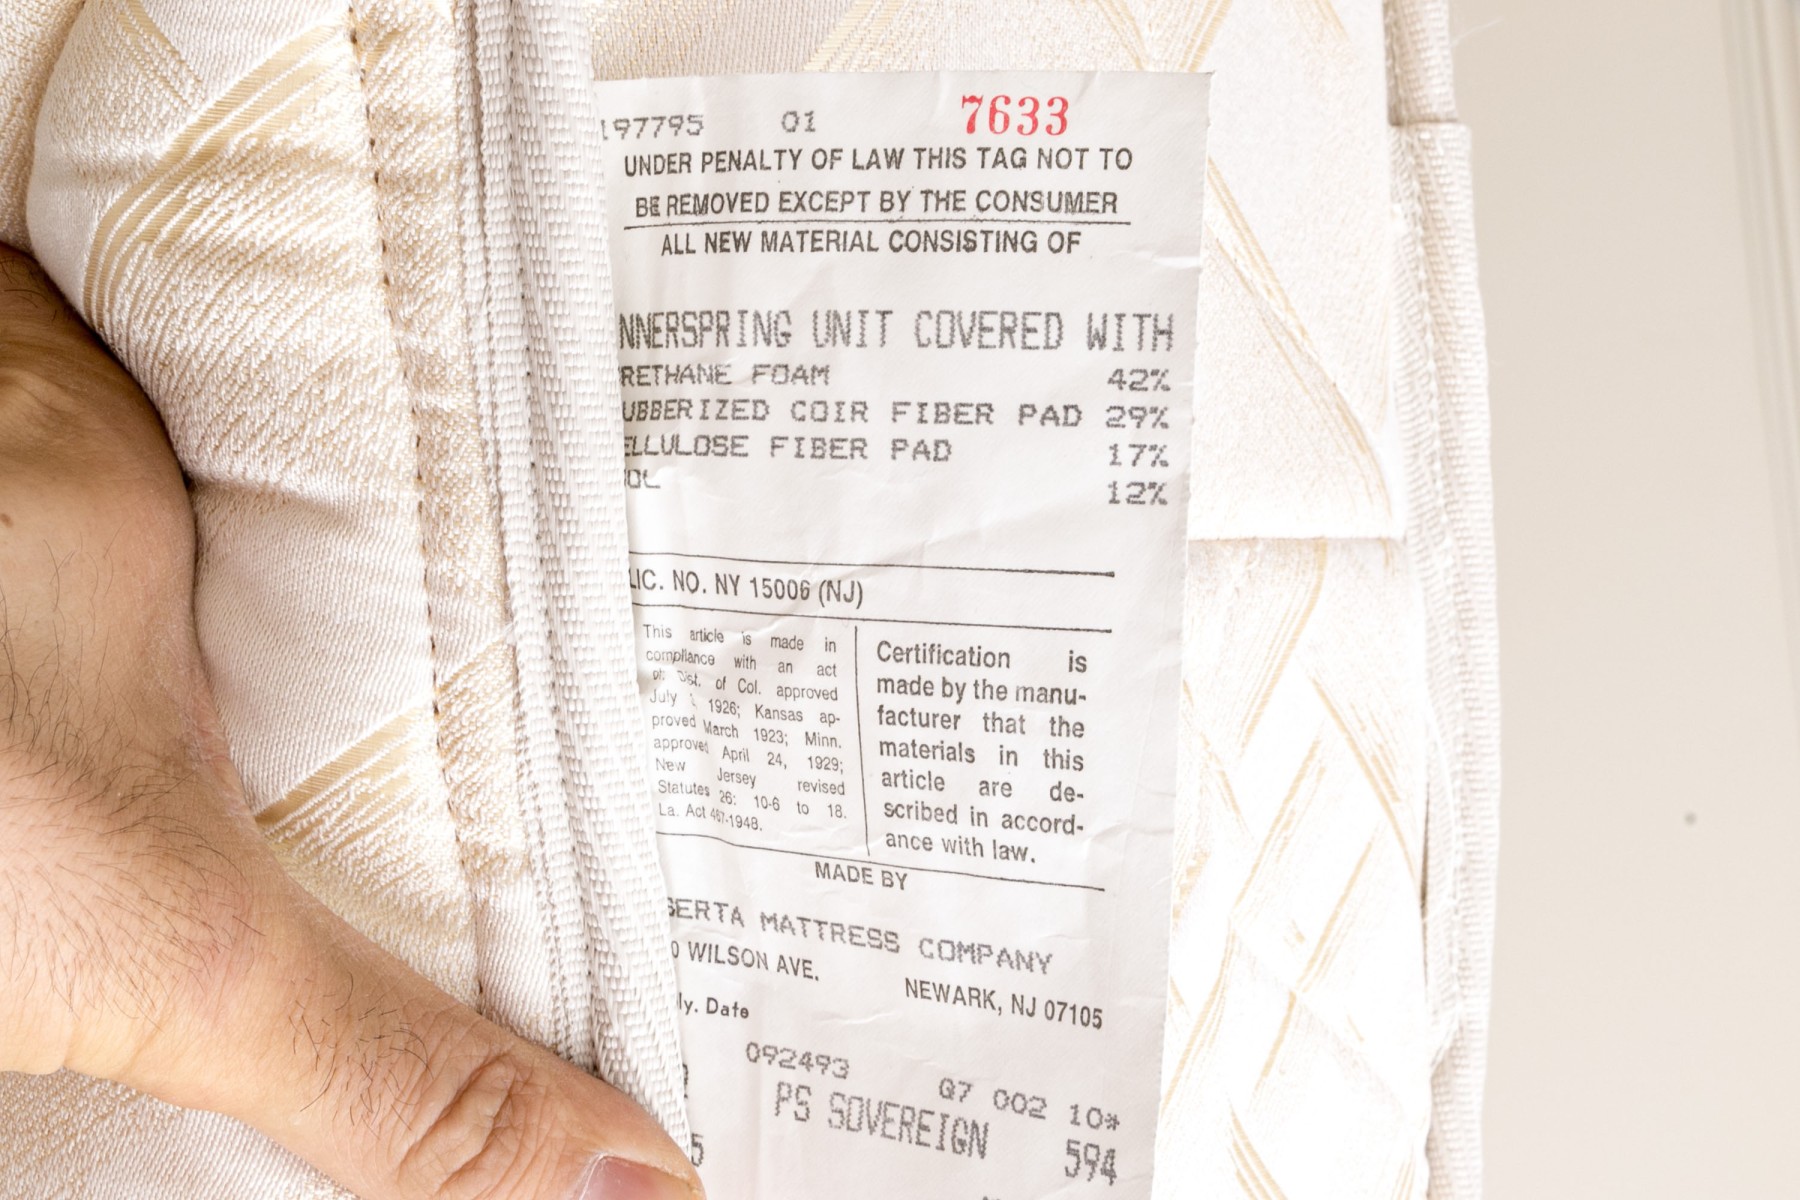 197795 01 7633
UNDER PENALTY OF LAW THIS TAG NOT TO
BE REMOVED EXCEPT BY THE CONSUMER
ALL NEW MATERIAL CONSISTING OF
NNERSPRING UNIT COVERED WITH
RETHANE FOAM 42%
UBBERIZED COIR FIBER PAD 29%
ELLULOSE FIBER PAD 17%
OL 12%
LIC. NO. NY 15006 (NJ)
This article is made in
compliance with an act
of Dist. of Col. approved
July 1926; Kansas ap-
proved March 1923; Minn.
approved April 24, 1929;
New Jersey revised
Statutes 26: 10-6 to 18.
La. Act 467-1948.
Certification is
made by the manu-
facturer that the
materials in this
article are de-
scribed in accord-
ance with law.
MADE BY
SERTA MATTRESS COMPANY
0 WILSON AVE.
NEWARK, NJ 07105
ly. Date
092493 G7 002 10*
PS SOVEREIGN 594
5